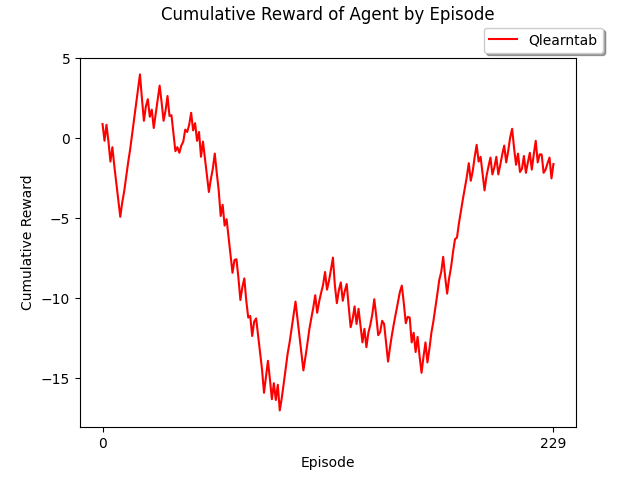 Cumulative Reward of Agent by Episode
Qlearntab
5
0
−5
−10
−15
Cumulative Reward
0
229
Episode